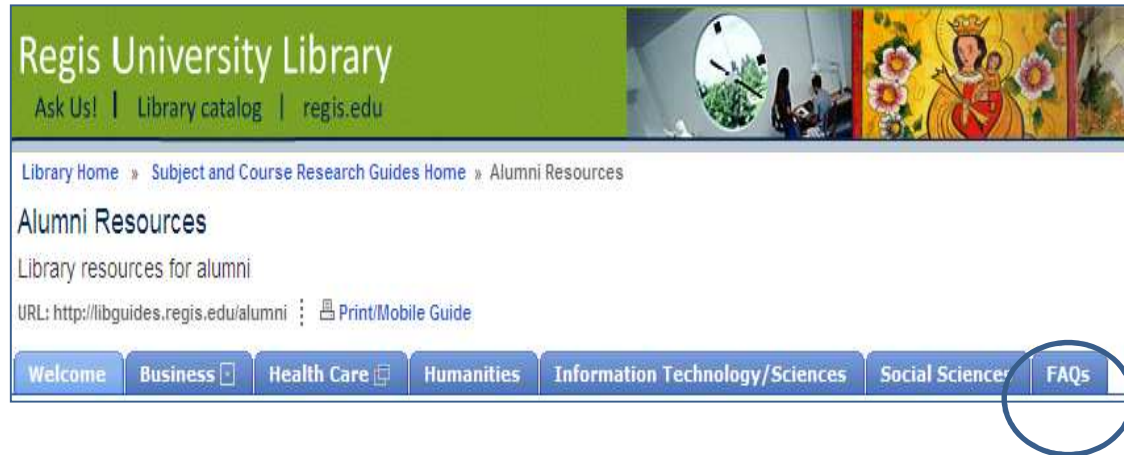 Regis University Library
Ask Us! | Library catalog | regis.edu
Library Home » Subject and Course Research Guides Home » Alumni Resources
Alumni Resources
Library resources for alumni
URL: http://libguides.regis.edu/alumni Print/Mobile Guide
Welcome Business Health Care Humanities Information Technology/Sciences Social Sciences FAQs